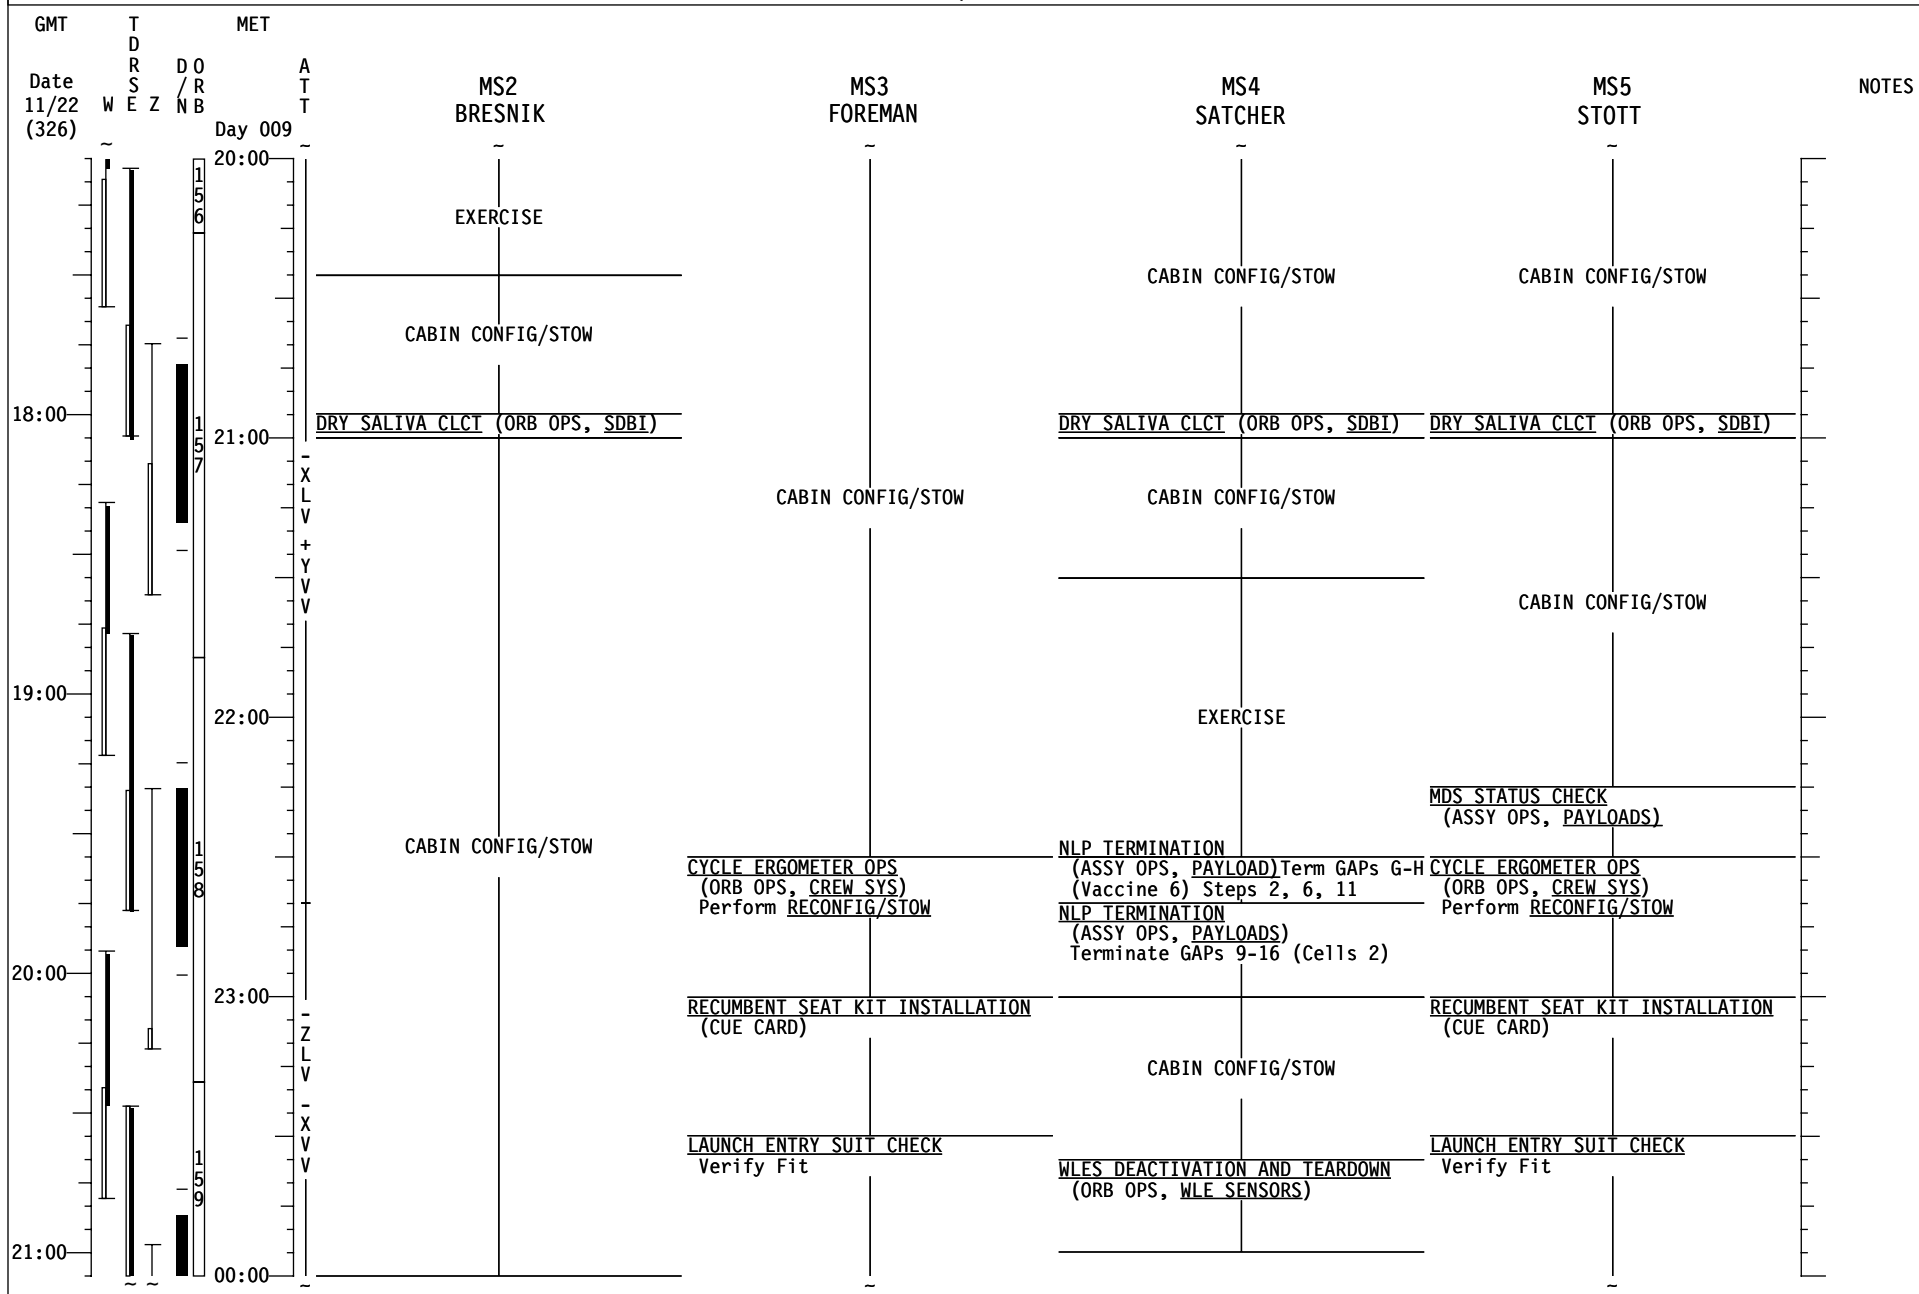 GMT
T
D
R
S
E
MET
Date
11/22
(326)
W
Z
D
/
N
O
R
B
Day 009
A
T
T
MS2
BRESNIK
MS3
FOREMAN
MS4
SATCHER
MS5
STOTT
NOTES
~
~ ~ ~ ~ ~
20:00
1
5
6
EXERCISE
CABIN CONFIG/STOW
CABIN CONFIG/STOW
CABIN CONFIG/STOW
18:00
DRY SALIVA CLCT (ORB OPS, SDBI)
DRY SALIVA CLCT (ORB OPS, SDBI)
DRY SALIVA CLCT (ORB OPS, SDBI)
21:00
1
5
7
-
X
L
V
+
Y
V
V
CABIN CONFIG/STOW
CABIN CONFIG/STOW
CABIN CONFIG/STOW
19:00
22:00
EXERCISE
MDS STATUS CHECK
(ASSY OPS, PAYLOADS)
CABIN CONFIG/STOW
1
5
8
CYCLE ERGOMETER OPS
(ORB OPS, CREW SYS)
Perform RECONFIG/STOW
NLP TERMINATION
(ASSY OPS, PAYLOAD)Term GAPs G-H
(Vaccine 6) Steps 2, 6, 11
NLP TERMINATION
(ASSY OPS, PAYLOADS)
Terminate GAPs 9-16 (Cells 2)
CYCLE ERGOMETER OPS
(ORB OPS, CREW SYS)
Perform RECONFIG/STOW
20:00
23:00
-
Z
L
V
-
X
V
V
RECUMBENT SEAT KIT INSTALLATION
(CUE CARD)
CABIN CONFIG/STOW
RECUMBENT SEAT KIT INSTALLATION
(CUE CARD)
1
5
9
LAUNCH ENTRY SUIT CHECK
Verify Fit
WLES DEACTIVATION AND TEARDOWN
(ORB OPS, WLE SENSORS)
LAUNCH ENTRY SUIT CHECK
Verify Fit
21:00
00:00
~ ~ ~ ~ ~